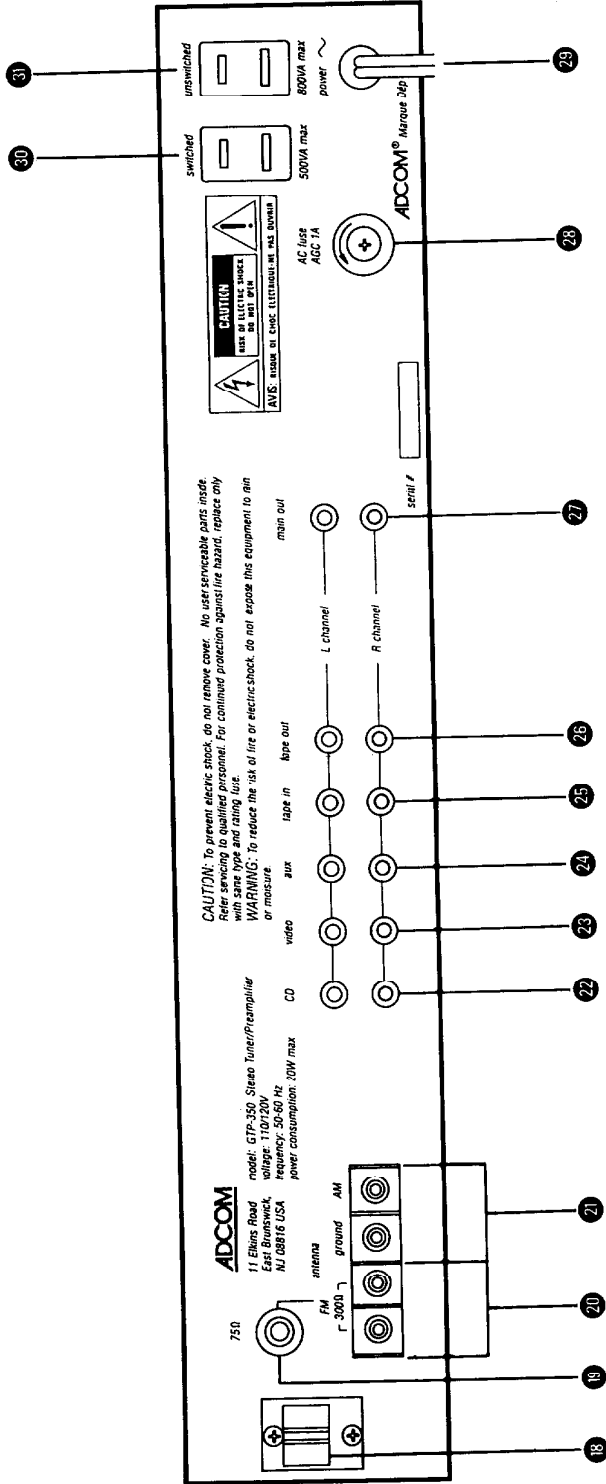 ADCOM
11 Elkins Road
East Brunswick,
NJ 08816 USA
model: GTP-350 Stereo Tuner/Preamplifier
voltage: 110/120V
frequency: 50-60 Hz
power consumption: 20W max
CAUTION: To prevent electric shock, do not remove cover. No user serviceable parts inside.
Refer servicing to qualified personnel. For continued protection against fire hazard, replace only
with same type and rating fuse.
WARNING: To reduce the risk of fire or electric shock, do not expose this equipment to rain
or moisture.
CAUTION
RISK OF ELECTRIC SHOCK
DO NOT OPEN
AVIS: RISQUE DE CHOC ELECTRIQUE-NE PAS OUVRIR
switched
500VA max
unswitched
800VA max
power ~
AC fuse
AGC 1A
ADCOM® Marque Dép
75Ω
antenna
FM
300Ω
ground
AM
CD
video
aux
tape in
tape out
main out
L channel
R channel
serial #
18
19
20
21
22
23
24
25
26
27
28
29
30
31